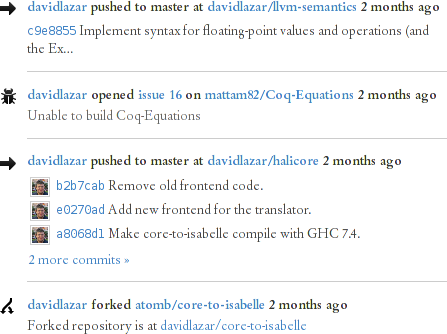 davidlazar pushed to master at davidlazar/llvm-semantics 2 months ago
c9e8855 Implement syntax for floating-point values and operations (and
the Ex...
davidlazar opened issue 16 on mattam82/Coq-Equations 2 months ago
Unable to build Coq-Equations
davidlazar pushed to master at davidlazar/halicore 2 months ago
b2b7cab Remove old frontend code.
e0270ad Add new frontend for the translator.
a8068d1 Make core-to-isabelle compile with GHC 7.4.
2 more commits »
davidlazar forked atomb/core-to-isabelle 2 months ago
Forked repository is at davidlazar/core-to-isabelle